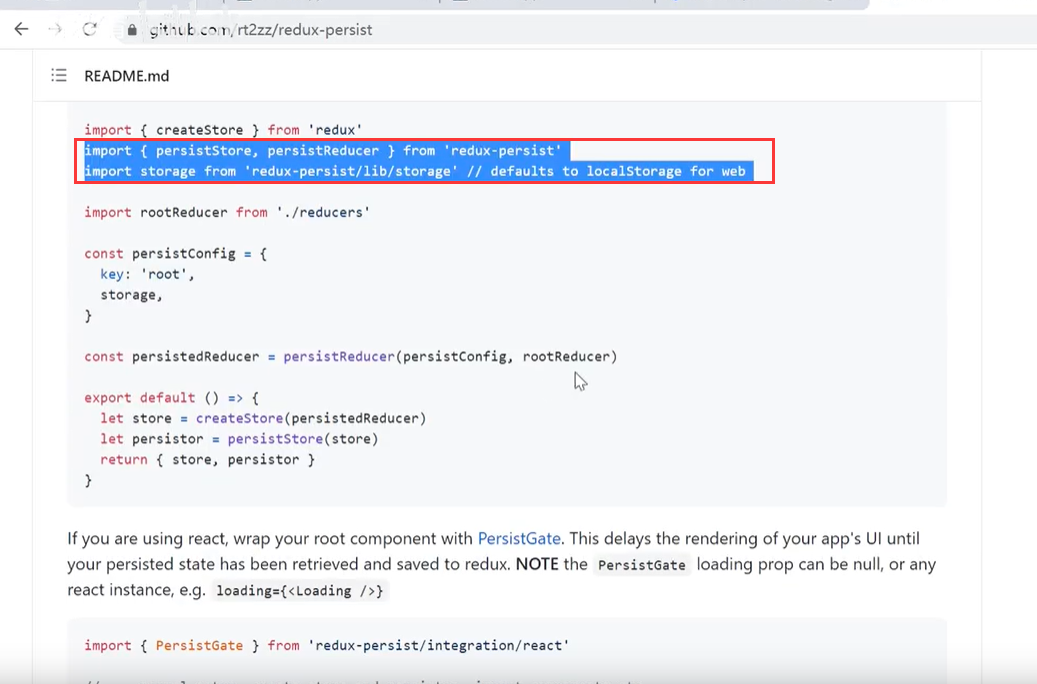 github.com/rt2zz/redux-persist
README.md
import { createStore } from 'redux'
import { persistStore, persistReducer } from 'redux-persist'
import storage from 'redux-persist/lib/storage' // defaults to localStorage for web
import rootReducer from './reducers'
const persistConfig = {
key: 'root',
storage,
}
const persistedReducer = persistReducer(persistConfig, rootReducer)
export default () => {
let store = createStore(persistedReducer)
let persistor = persistStore(store)
return { store, persistor }
}
If you are using react, wrap your root component with PersistGate. This delays the rendering of your app's UI until
your persisted state has been retrieved and saved to redux. NOTE the PersistGate loading prop can be null, or any
react instance, e.g. loading={<Loading />}
import { PersistGate } from 'redux-persist/integration/react'